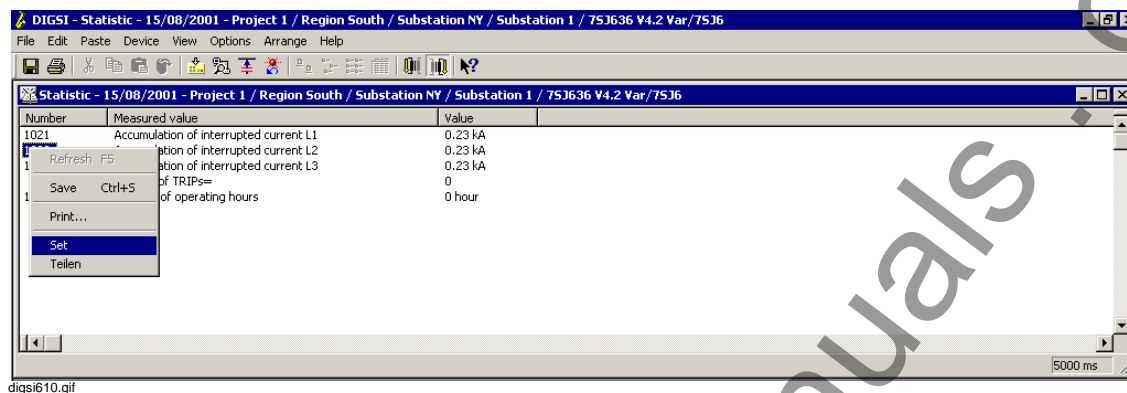 DIGSI - Statistic - 15/08/2001 - Project 1 / Region South / Substation NY / Substation 1 / 7SJ636 V4.2 Var/7SJ6
File Edit Paste Device View Options Arrange Help
Statistic - 15/08/2001 - Project 1 / Region South / Substation NY / Substation 1 / 7SJ636 V4.2 Var/7SJ6
Number Measured value Value
1021 Accumulation of interrupted current L1 0.23 kA
of interrupted current L2 0.23 kA
of interrupted current L3 0.23 kA
of TRIPs= 0
of operating hours 0 hour
Refresh F5
Save Ctrl+S
Print...
Set
Teilen
5000 ms
digsi610.gif